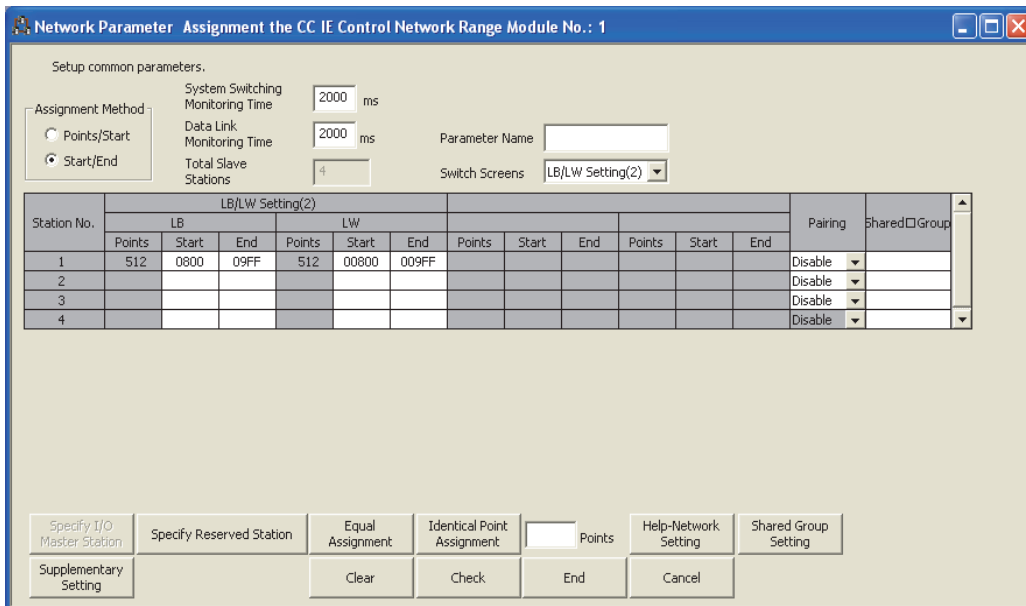 Network Parameter Assignment the CC IE Control Network Range Module No.: 1
Setup common parameters.
Assignment Method
Points/Start
Start/End
System Switching
Monitoring Time
2000 ms
Data Link
Monitoring Time
2000 ms
Total Slave
Stations
4
Parameter Name
Switch Screens LB/LW Setting(2)
Station No. LB/LW Setting(2) Pairing Shared□Group
LB LW
Points Start End Points Start End Points Start End Points Start End
1 512 0800 09FF 512 00800 009FF Disable
2 Disable
3 Disable
4 Disable
Specify I/O
Master Station
Specify Reserved Station
Equal
Assignment
Identical Point
Assignment
Points
Help-Network
Setting
Shared Group
Setting
Supplementary
Setting
Clear
Check
End
Cancel